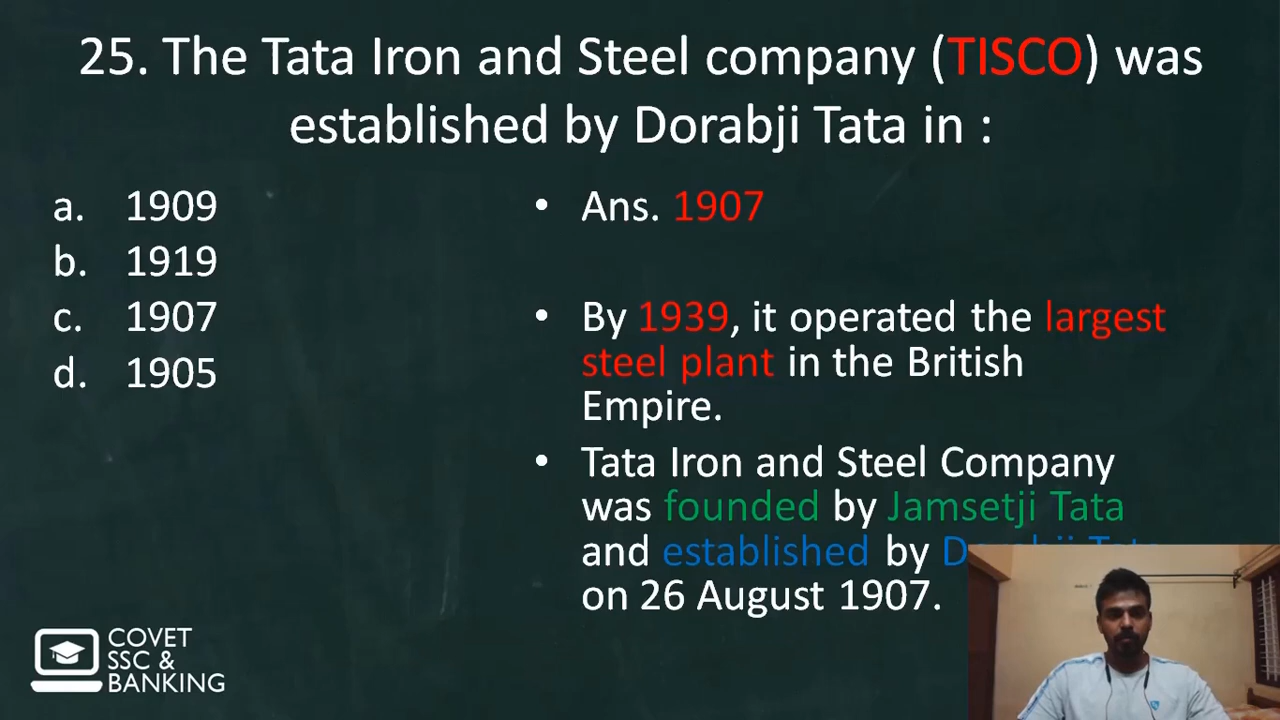 25. The Tata Iron and Steel company (TISCO) was
established by Dorabji Tata in :
a. 1909
b. 1919
c. 1907
d. 1905
• Ans. 1907
• By 1939, it operated the largest
steel plant in the British
Empire.
• Tata Iron and Steel Company
was founded by Jamsetji Tata
and established by
on 26 August 1907.
COVET
SSC &
BANKING